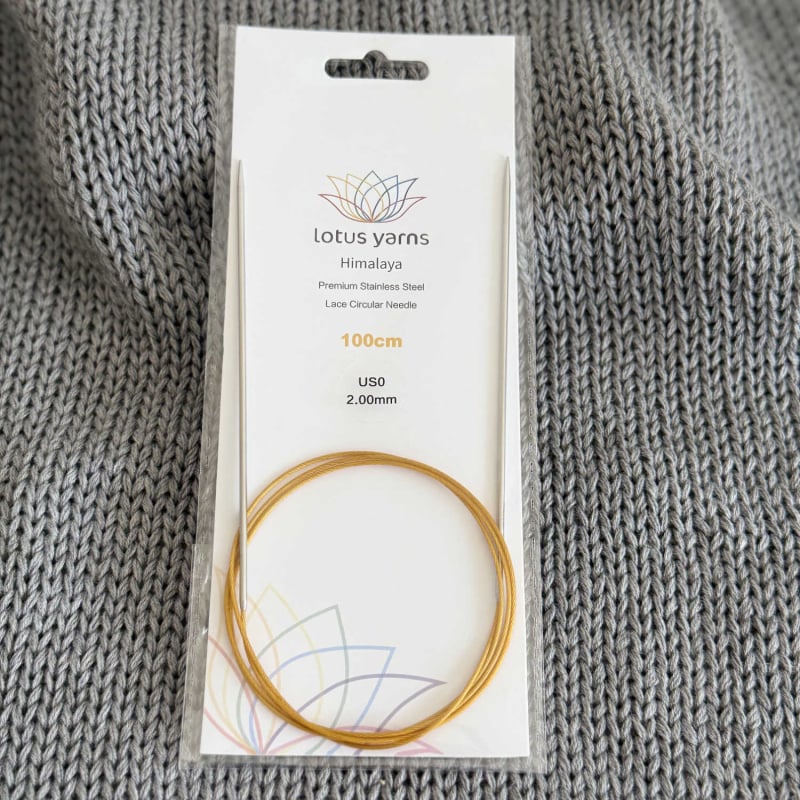 lotus yarns
Himalaya
Premium Stainless Steel
Lace Circular Needle
100cm
US0
2.00mm